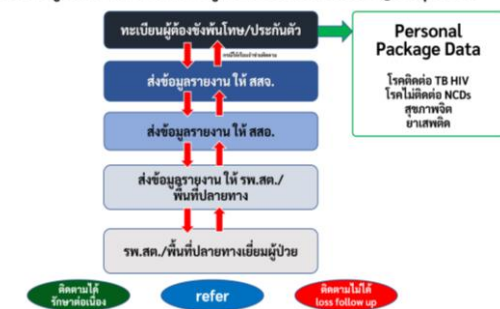 ทะเบียนผู้ต้องขังพ้นโทษ/ประกันตัว
ส่งข้อมูลรายงาน ให้ สสจ.
ส่งข้อมูลรายงาน ให้ สสอ.
ส่งข้อมูลรายงาน ให้ รพ.สต./
พื้นที่ปลายทาง
รพ.สต./พื้นที่ปลายทางเยี่ยมผู้ป่วย
Personal
Package Data
โรคติดต่อ TB HIV
โรคไม่ติดต่อ NCDs
สุขภาพจิต
ยาเสพติด
ติดตามได้
รักษาต่อเนื่อง
refer
ติดตามไม่ได้
loss follow up